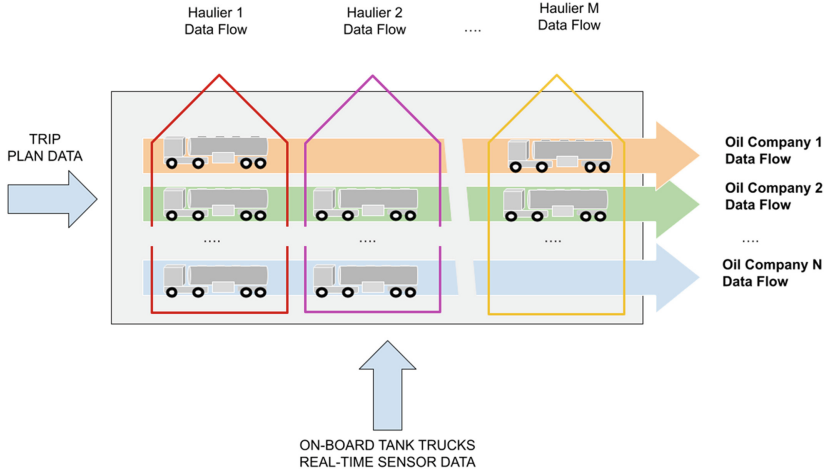 Haulier 1
Data Flow
Haulier 2
Data Flow
....
Haulier M
Data Flow
TRIP
PLAN DATA
Oil Company 1
Data Flow
Oil Company 2
Data Flow
.... .... .... ....
Oil Company N
Data Flow
ON-BOARD TANK TRUCKS
REAL-TIME SENSOR DATA